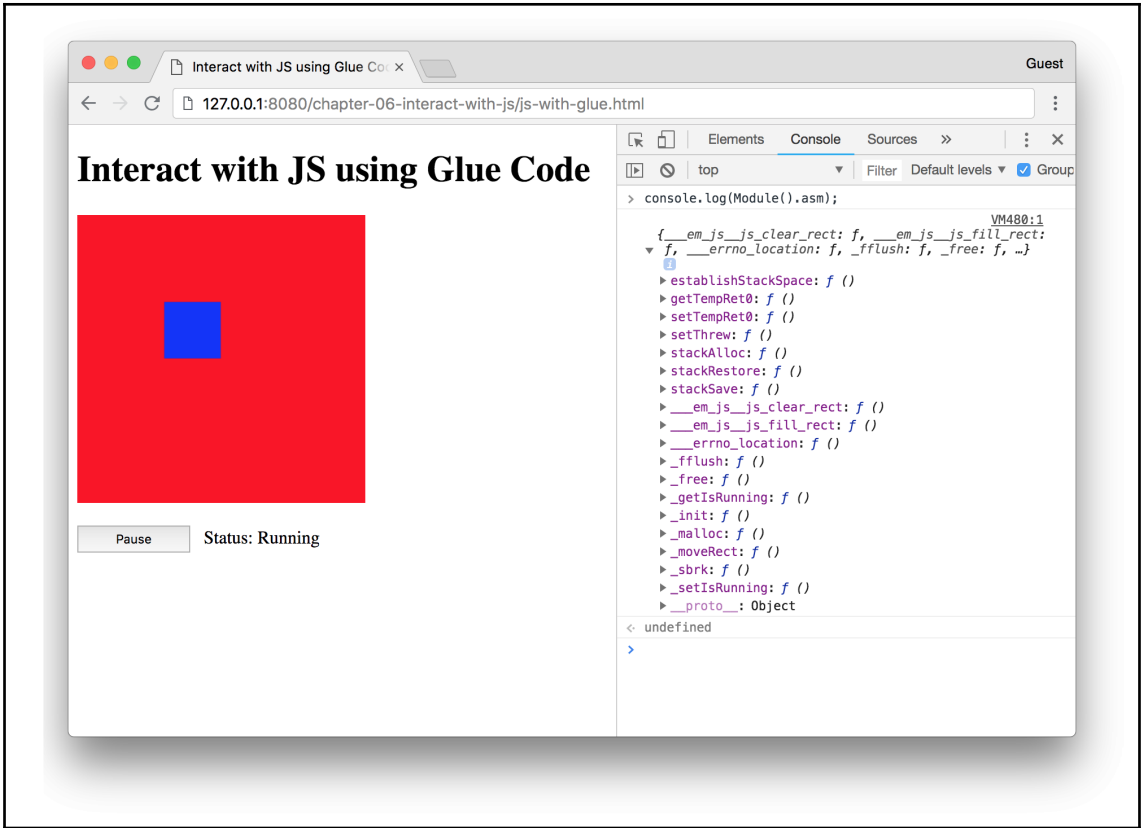 Interact with JS using Glue Co
Guest
127.0.0.1:8080/chapter-06-interact-with-js/js-with-glue.html
Interact with JS using Glue Code
Pause
Status: Running
Elements Console Sources »
top Filter Default levels ▼ Group
> console.log(Module().asm);
VM480:1
{___em_js__js_clear_rect: ƒ, ___em_js__js_fill_rect:
▼ ƒ, ___errno_location: ƒ, _fflush: ƒ, _free: ƒ, …}
i
▶ establishStackSpace: ƒ ()
▶ getTempRet0: ƒ ()
▶ setTempRet0: ƒ ()
▶ setThrew: ƒ ()
▶ stackAlloc: ƒ ()
▶ stackRestore: ƒ ()
▶ stackSave: ƒ ()
▶ ___em_js__js_clear_rect: ƒ ()
▶ ___em_js__js_fill_rect: ƒ ()
▶ ___errno_location: ƒ ()
▶ _fflush: ƒ ()
▶ _free: ƒ ()
▶ _getIsRunning: ƒ ()
▶ _init: ƒ ()
▶ _malloc: ƒ ()
▶ _moveRect: ƒ ()
▶ _sbrk: ƒ ()
▶ _setIsRunning: ƒ ()
▶ __proto__: Object
undefined
>